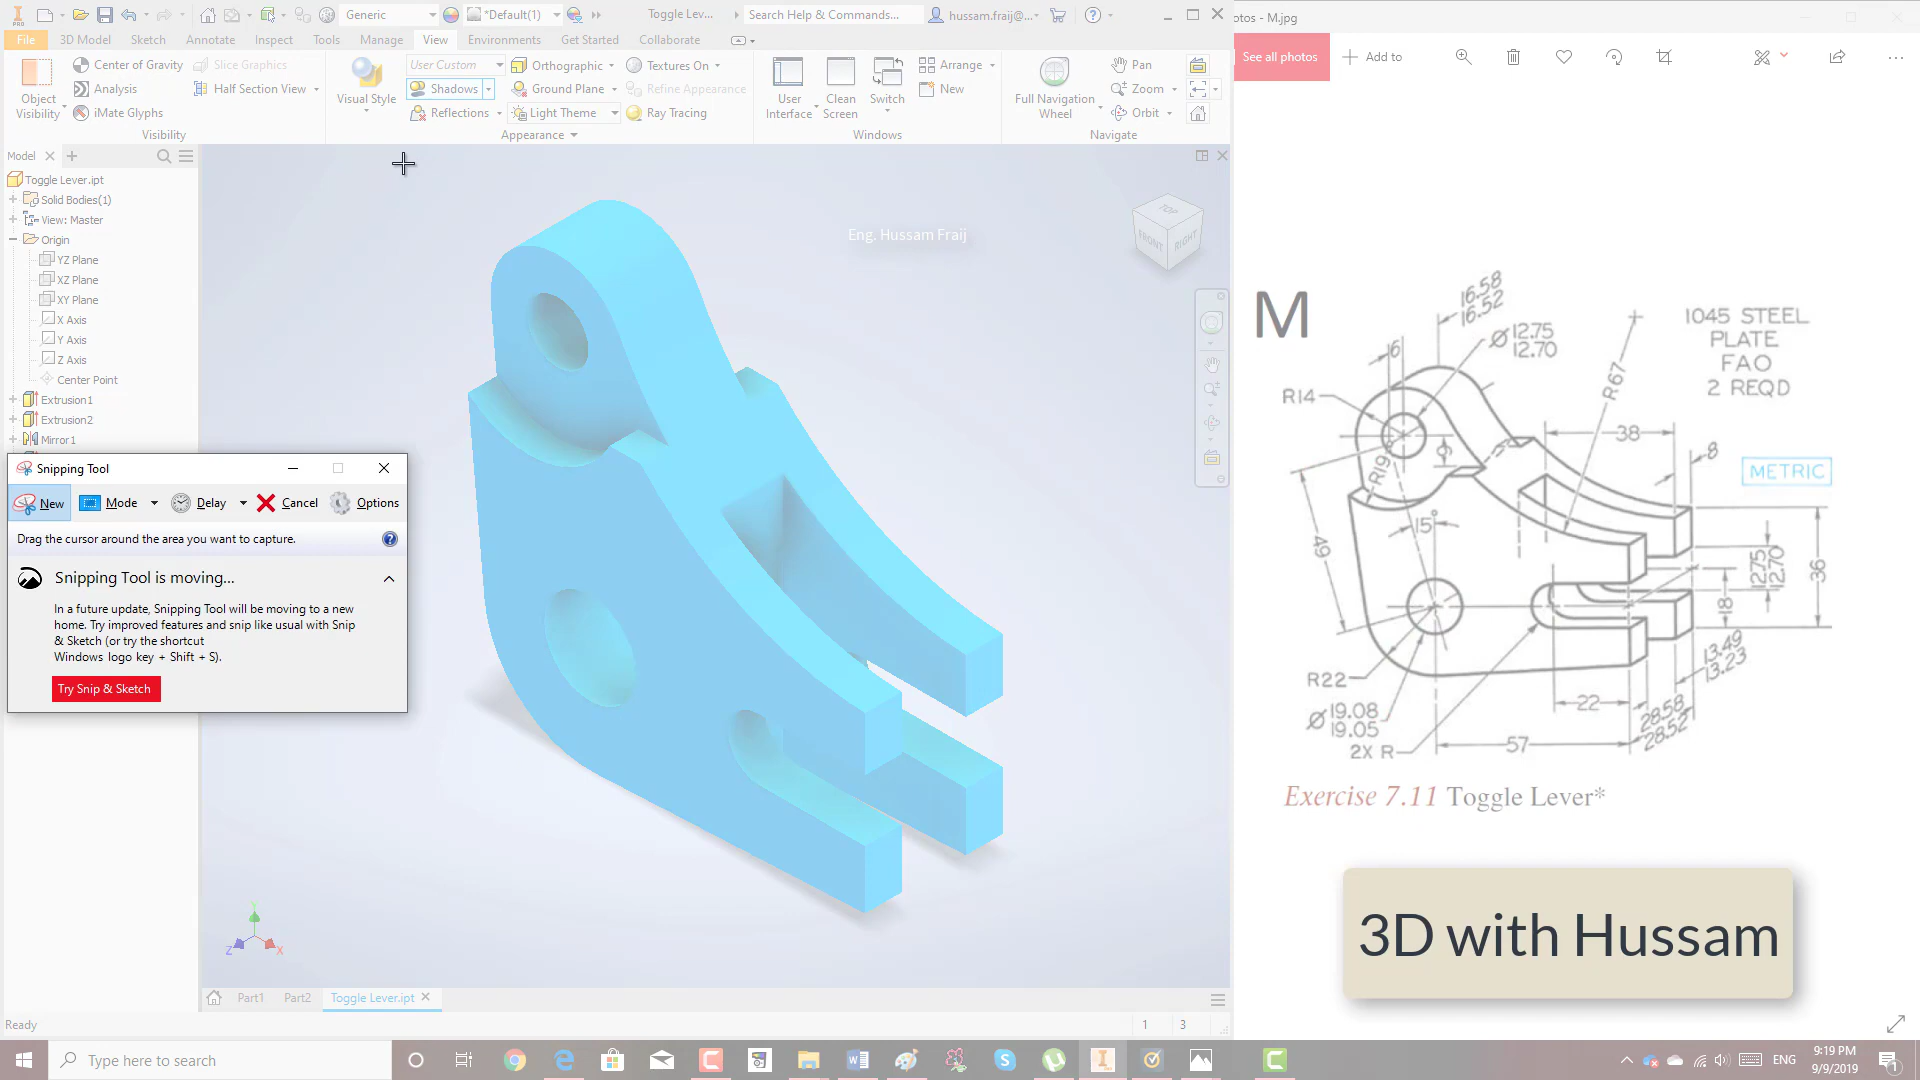 Generic
*Default(1)
Toggle Lev...
Search Help & Commands...
hussam.fraij@...
File
3D Model
Sketch
Annotate
Inspect
Tools
Manage
View
Environments
Get Started
Collaborate
Object Visibility
Center of Gravity
Analysis
iMate Glyphs
Slice Graphics
Half Section View
Visibility
Visual Style
User Custom
Shadows
Reflections
Orthographic
Ground Plane
Light Theme
Textures On
Refine Appearance
Ray Tracing
Appearance
User Interface
Clean Screen
Switch
Arrange
New
Windows
Full Navigation Wheel
Pan
Zoom
Orbit
Navigate
Model
Toggle Lever.ipt
Solid Bodies(1)
View: Master
Origin
YZ Plane
XZ Plane
XY Plane
X Axis
Y Axis
Z Axis
Center Point
Extrusion1
Extrusion2
Mirror1
Snipping Tool
New
Mode
Delay
Cancel
Options
Drag the cursor around the area you want to capture.
Snipping Tool is moving...
In a future update, Snipping Tool will be moving to a new
home. Try improved features and snip like usual with Snip
& Sketch (or try the shortcut
Windows logo key + Shift + S).
Try Snip & Sketch
Eng. Hussam Fraij
TOP
FRONT
RIGHT
Y
Z
X
Part1
Part2
Toggle Lever.ipt
Ready
1
3
otos - M.jpg
See all photos
Add to
M
16.58
16.52
Ø12.75
12.70
6
R14
R67
1045 STEEL
PLATE
FAO
2 REQD
38
8
METRIC
R19
9
15°
49
12.75
12.70
36
18
13.49
13.23
R22
22
28.58
28.52
Ø19.08
19.05
2X R
57
Exercise 7.11 Toggle Lever*
3D with Hussam
Type here to search
ENG
9:19 PM
9/9/2019
1